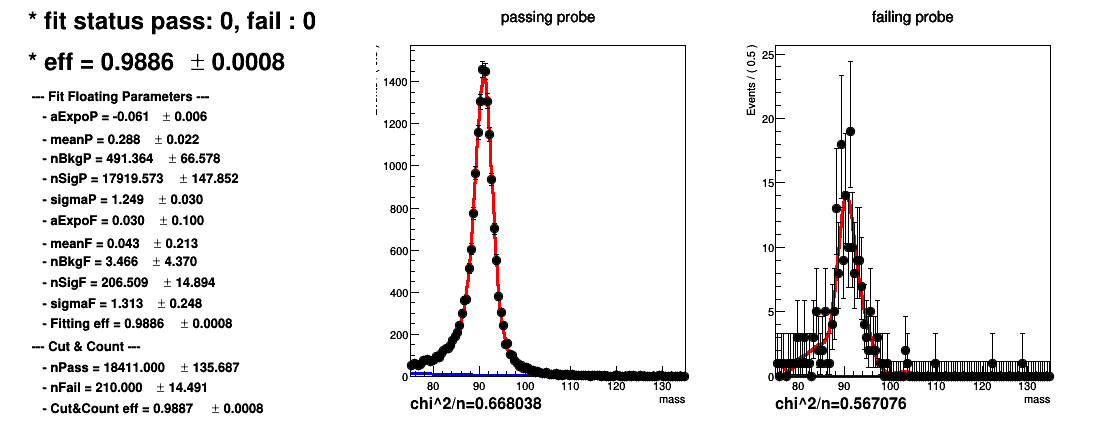 * fit status pass: 0, fail : 0
* eff = 0.9886 ± 0.0008
--- Fit Floating Parameters ---
- aExpoP = -0.061 ± 0.006
- meanP = 0.288 ± 0.022
- nBkgP = 491.364 ± 66.578
- nSigP = 17919.573 ± 147.852
- sigmaP = 1.249 ± 0.030
- aExpoF = 0.030 ± 0.100
- meanF = 0.043 ± 0.213
- nBkgF = 3.466 ± 4.370
- nSigF = 206.509 ± 14.894
- sigmaF = 1.313 ± 0.248
- Fitting eff = 0.9886 ± 0.0008
--- Cut & Count ---
- nPass = 18411.000 ± 135.687
- nFail = 210.000 ± 14.491
- Cut&Count eff = 0.9887 ± 0.0008
passing probe
1400
1200
1000
800
600
400
200
0
80 90 100 110 120 130
mass
chi^2/n=0.668038
failing probe
Events / ( 0.5 )
25
20
15
10
5
0
80 90 100 110 120 130
mass
chi^2/n=0.567076